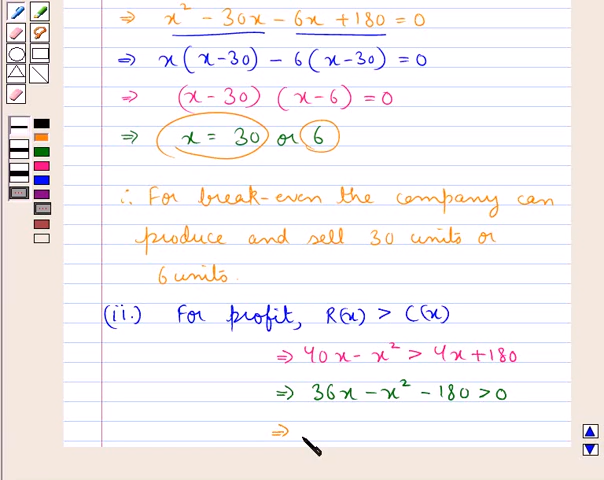 ⇒ x² - 30x - 6x + 180 = 0
⇒ x(x-30) - 6(x-30) = 0
⇒ (x-30) (x-6) = 0
⇒ x = 30 or 6
∴ For break-even the company can
produce and sell 30 units or
6 units.
(ii.) For profit, R(x) > C(x)
⇒ 40x - x² > 4x + 180
⇒ 36x - x² - 180 > 0
⇒